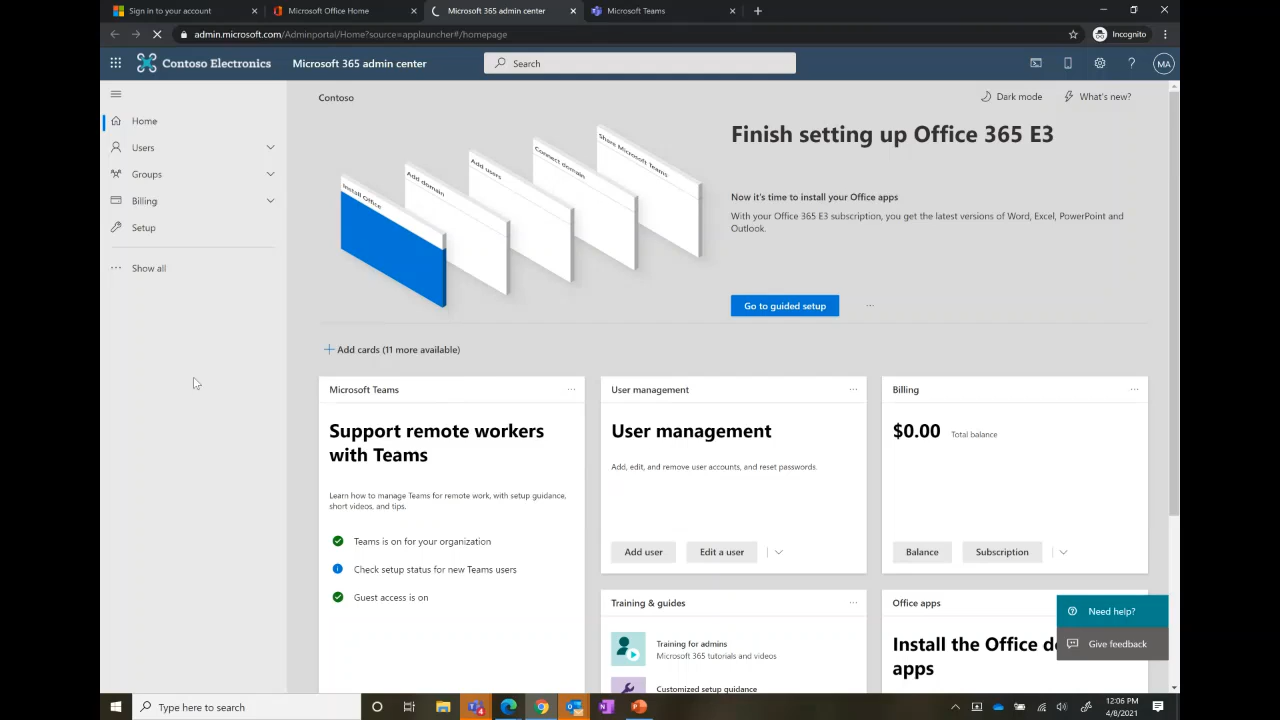 Sign in to your account
Microsoft Office Home
Microsoft 365 admin center
Microsoft Teams
admin.microsoft.com/Adminportal/Home?source=applauncher#/homepage
Incognito
Contoso Electronics
Microsoft 365 admin center
Search
MA
Home
Users
Groups
Billing
Setup
Show all
Contoso
Dark mode
What's new?
Install Office
Add domain
Add users
Connect domain
Share Microsoft Teams
Finish setting up Office 365 E3
Now it's time to install your Office apps
With your Office 365 E3 subscription, you get the latest versions of Word, Excel, PowerPoint and
Outlook.
Go to guided setup
Add cards (11 more available)
Microsoft Teams
Support remote workers
with Teams
Learn how to manage Teams for remote work, with setup guidance,
short videos, and tips.
Teams is on for your organization
Check setup status for new Teams users
Guest access is on
User management
User management
Add, edit, and remove user accounts, and reset passwords.
Add user
Edit a user
Billing
$0.00 Total balance
Balance
Subscription
Training & guides
Training for admins
Microsoft 365 tutorials and videos
Customized setup guidance
Office apps
Install the Office de
apps
Need help?
Give feedback
Type here to search
4
12:06 PM
4/8/2021